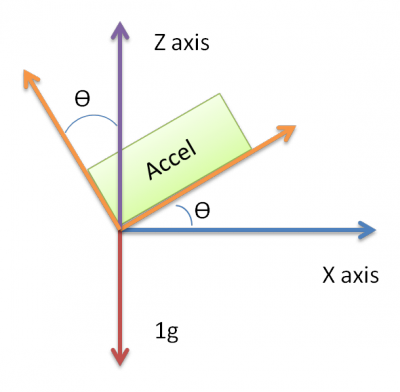 Z axis
ϴ
Accel
ϴ
X axis
1g